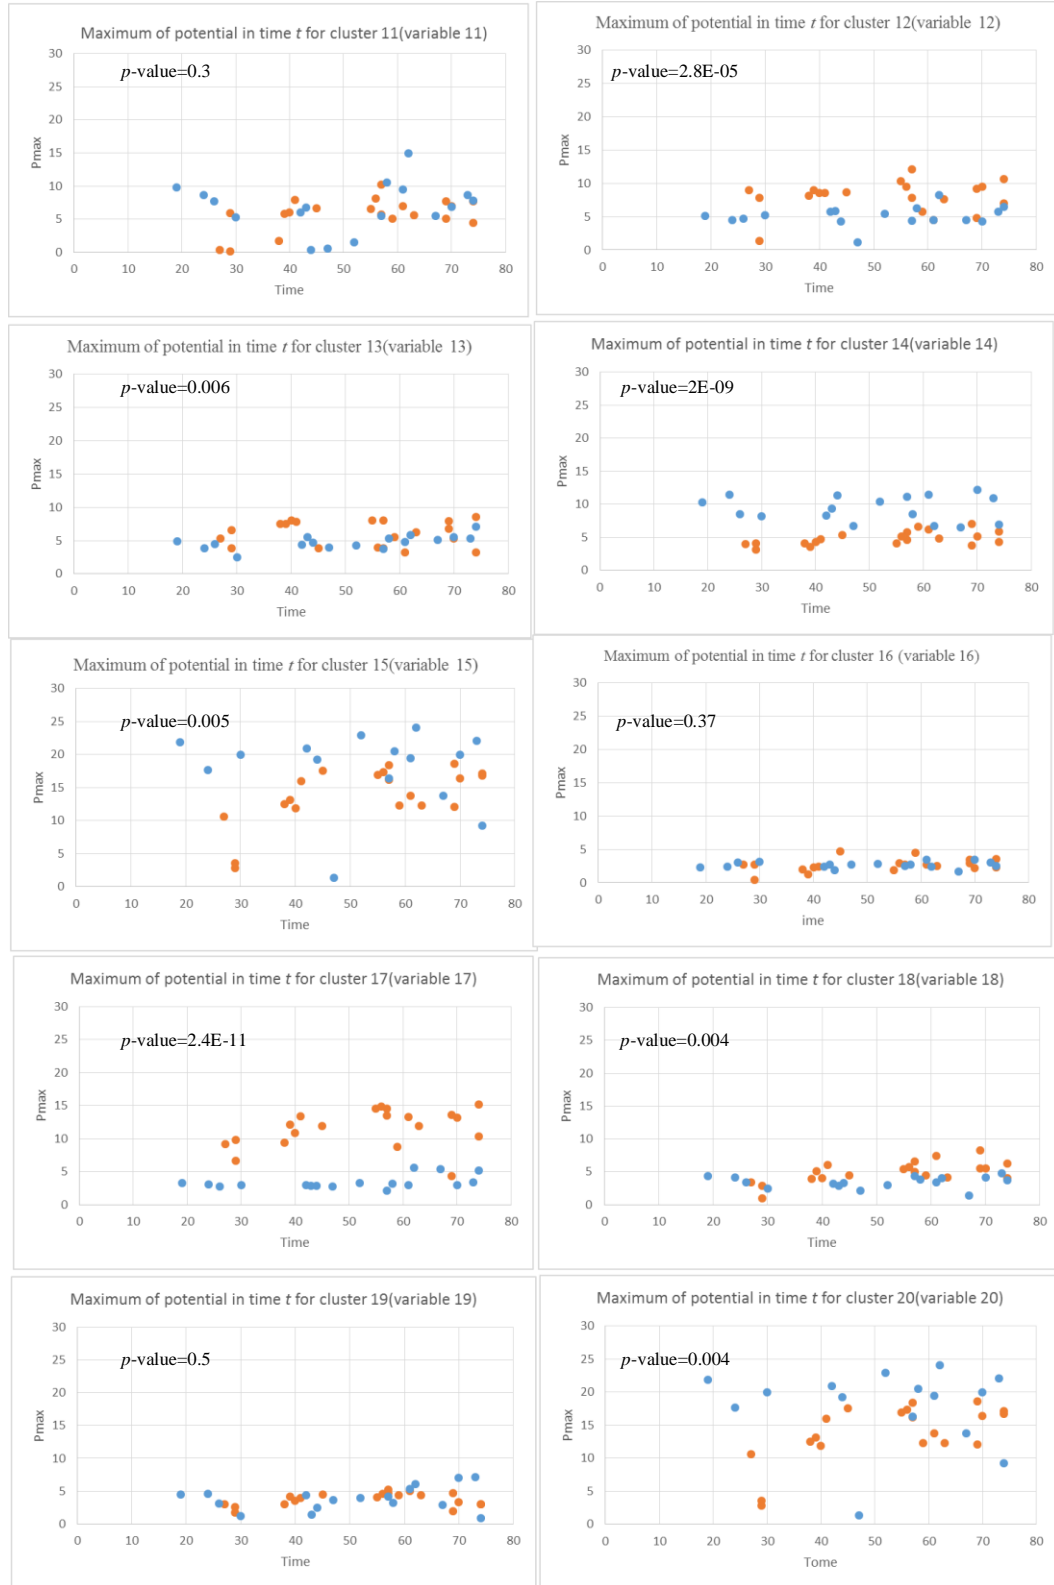 Maximum of potential in time t for cluster 11(variable 11)
p-value=0.3
30
25
20
15
10
5
0
Pmax
0 10 20 30 40 50 60 70 80
Time
Maximum of potential in time t for cluster 12(variable 12)
p-value=2.8E-05
30
25
20
15
10
5
0
Pmax
0 10 20 30 40 50 60 70 80
Time
Maximum of potential in time t for cluster 13(variable 13)
p-value=0.006
30
25
20
15
10
5
0
Pmax
0 10 20 30 40 50 60 70 80
Time
Maximum of potential in time t for cluster 14(variable 14)
p-value=2E-09
30
25
20
15
10
5
0
Pmax
0 10 20 30 40 50 60 70 80
Time
Maximum of potential in time t for cluster 15(variable 15)
p-value=0.005
30
25
20
15
10
5
0
Pmax
0 10 20 30 40 50 60 70 80
Time
Maximum of potential in time t for cluster 16 (variable 16)
p-value=0.37
30
25
20
15
10
5
0
Pmax
0 10 20 30 40 50 60 70 80
ime
Maximum of potential in time t for cluster 17(variable 17)
p-value=2.4E-11
30
25
20
15
10
5
0
Pmax
0 10 20 30 40 50 60 70 80
Time
Maximum of potential in time t for cluster 18(variable 18)
p-value=0.004
30
25
20
15
10
5
0
Pmax
0 10 20 30 40 50 60 70 80
Time
Maximum of potential in time t for cluster 19(variable 19)
p-value=0.5
30
25
20
15
10
5
0
Pmax
0 10 20 30 40 50 60 70 80
Time
Maximum of potential in time t for cluster 20(variable 20)
p-value=0.004
30
25
20
15
10
5
0
Pmax
0 10 20 30 40 50 60 70 80
Tome